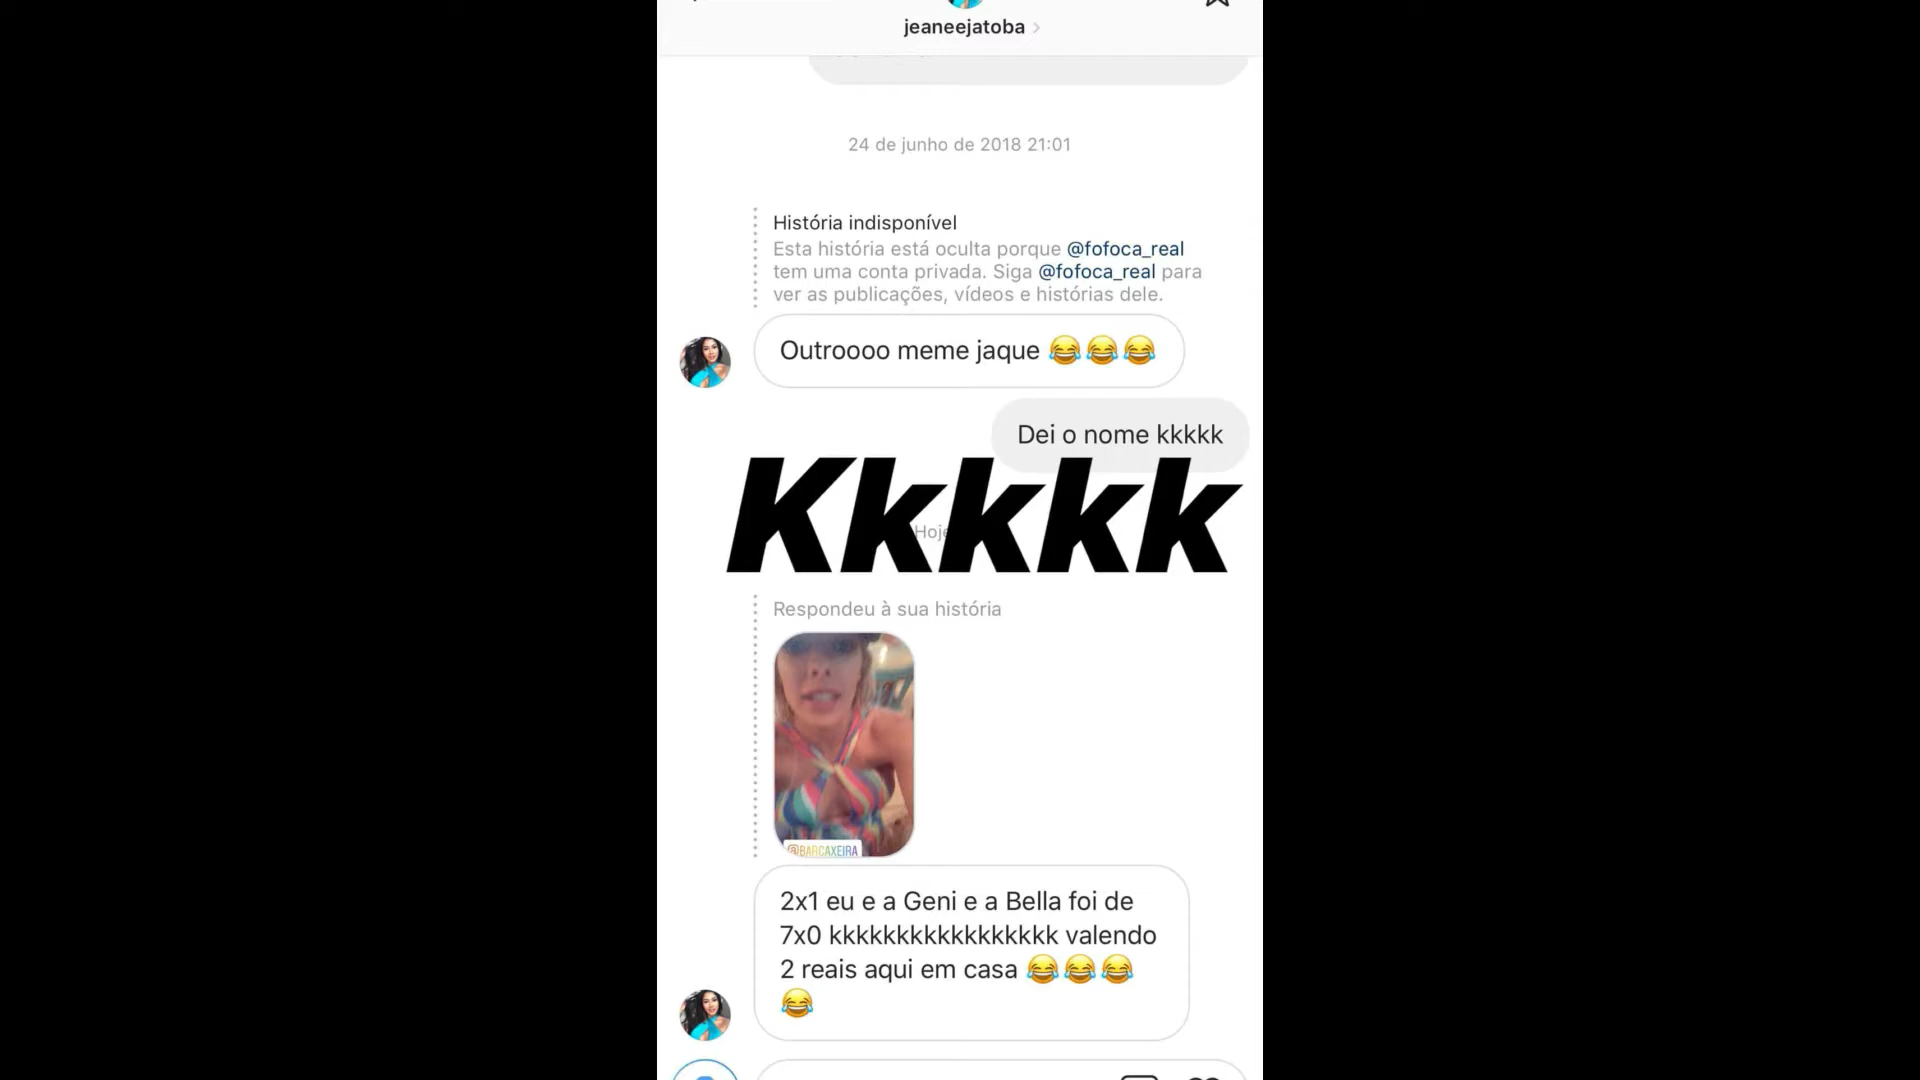 jeaneejatoba
24 de junho de 2018 21:01
História indisponível
Esta história está oculta porque @fofoca_real
tem uma conta privada. Siga @fofoca_real para
ver as publicações, vídeos e histórias dele.
Outroooo meme jaque 😂😂😂
Dei o nome kkkkk
Kkkkk
Hoje
Respondeu à sua história
@BARCAXEIRA
2x1 eu e a Geni e a Bella foi de
7x0 kkkkkkkkkkkkkkkkk valendo
2 reais aqui em casa 😂😂😂
😂